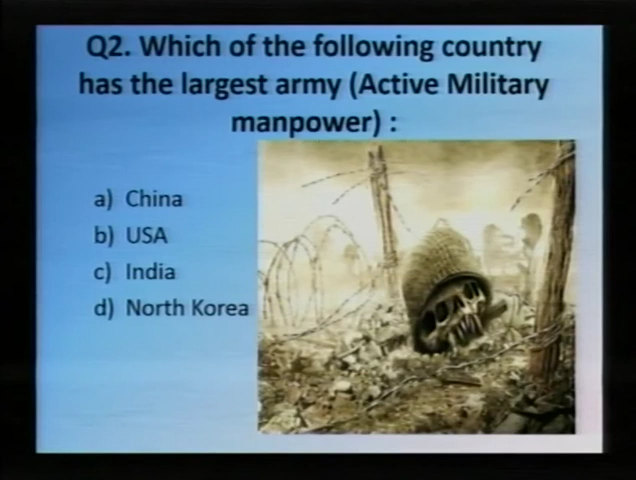 Q2. Which of the following country
has the largest army (Active Military
manpower) :
a) China
b) USA
c) India
d) North Korea